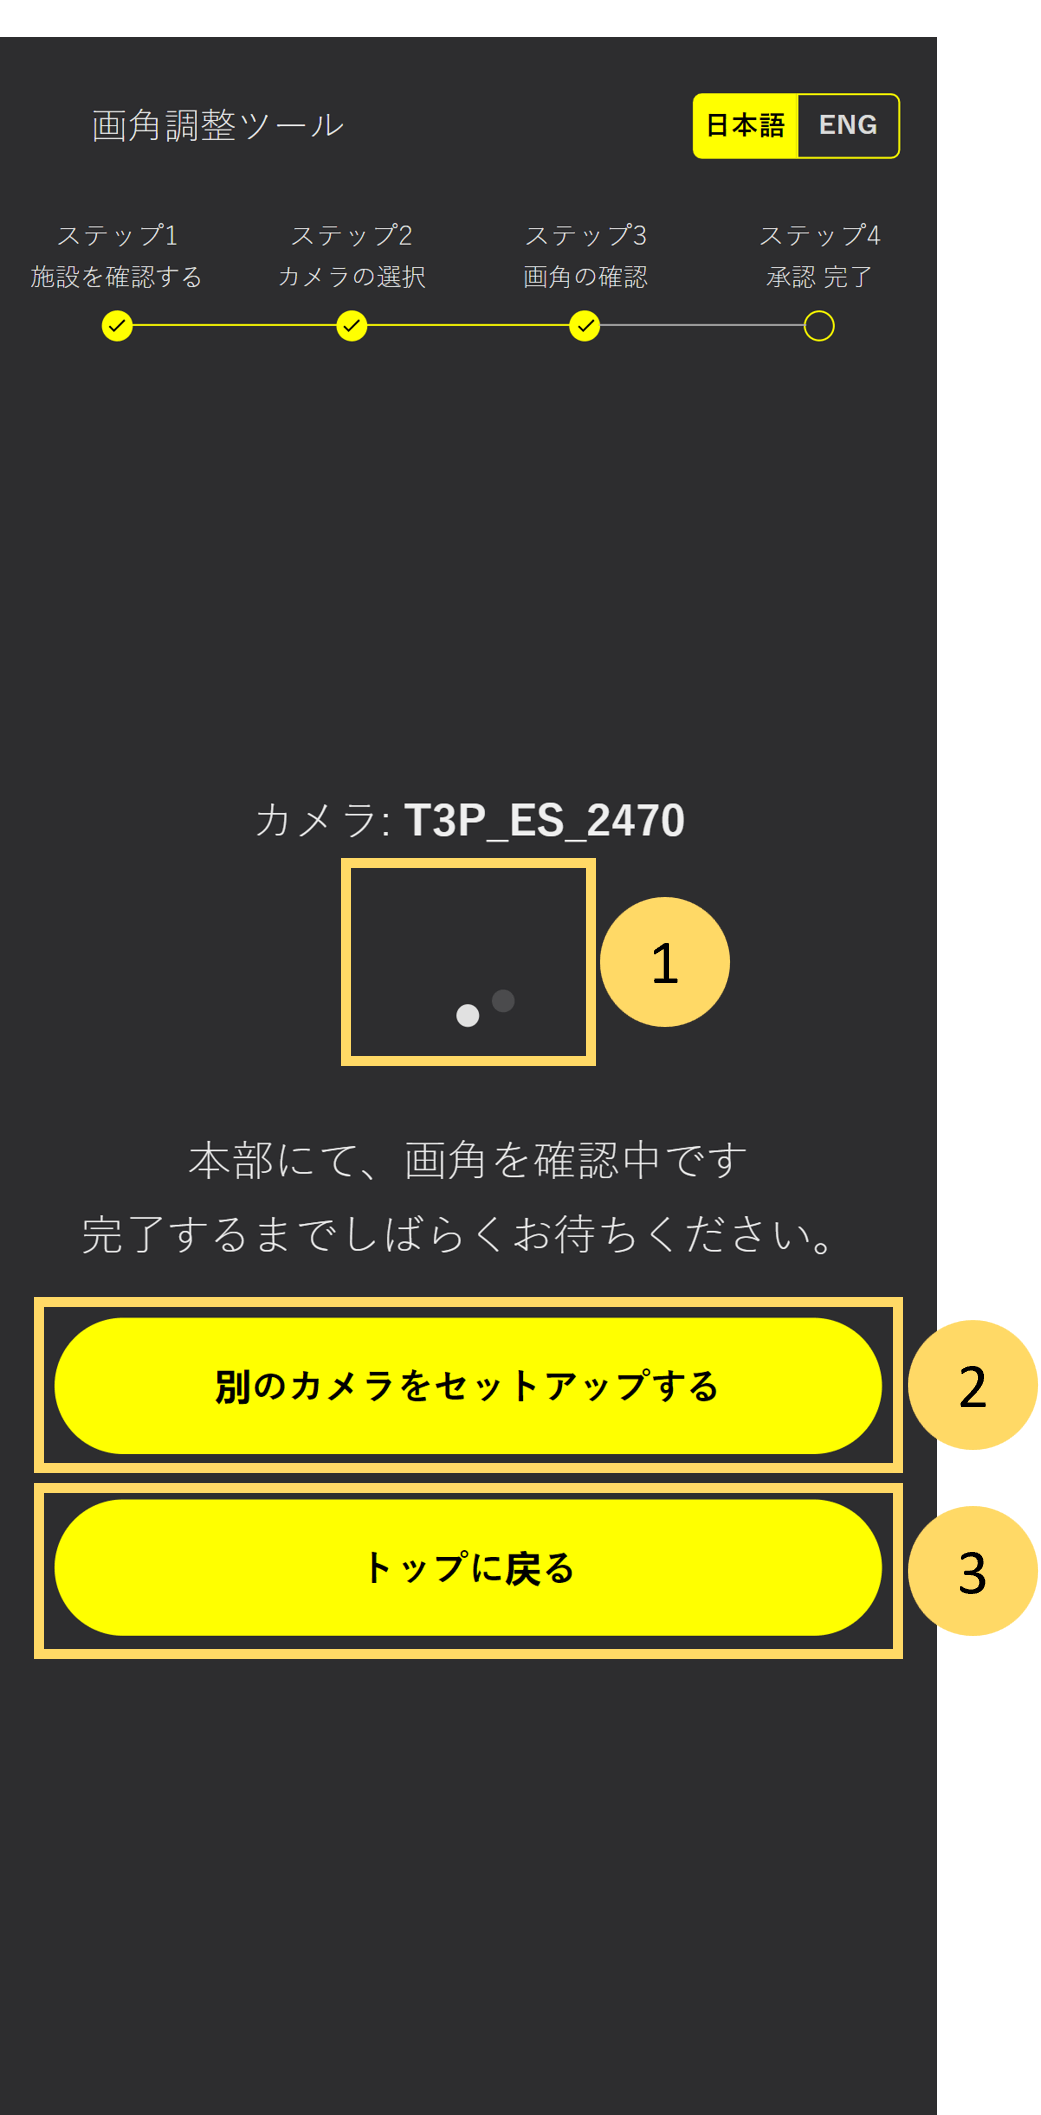 画角調整ツール
日本語 ENG
ステップ1 ステップ2 ステップ3 ステップ4
施設を確認する カメラの選択 画角の確認 承認 完了
カメラ: T3P_ES_2470
1
本部にて、画角を確認中です
完了するまでしばらくお待ちください。
別のカメラをセットアップする
2
トップに戻る
3